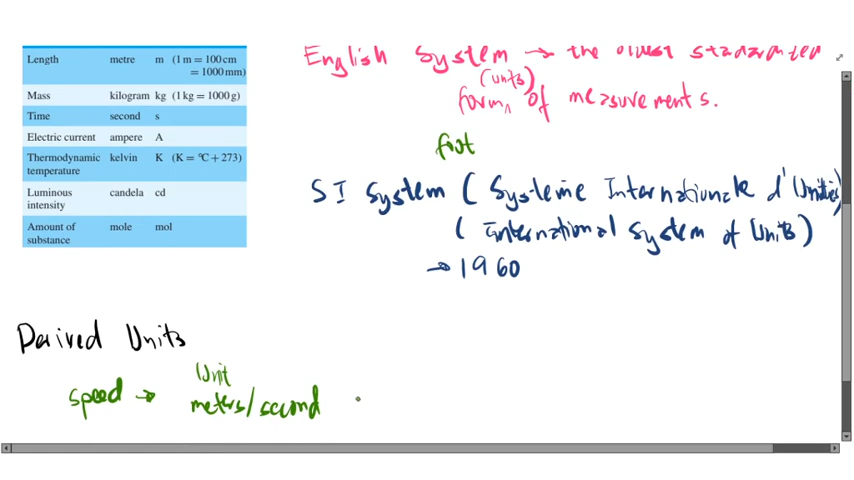 Length metre m (1 m = 100 cm
= 1000 mm)
Mass kilogram kg (1 kg = 1000 g)
Time second s
Electric current ampere A
Thermodynamic kelvin K (K = °C + 273)
temperature
Luminous candela cd
intensity
Amount of mole mol
substance
English System → the oldest standardized
(units)
form of measurements.
foot
SI System ( Système Internationale d'Unités)
( International System of Units)
→ 1960
Derived Units
Unit
speed → meters/second